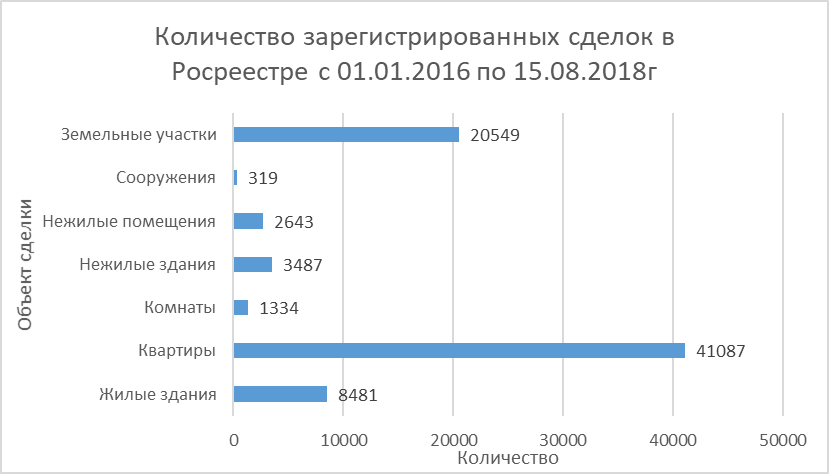 Количество зарегистрированных сделок в
Росреестре с 01.01.2016 по 15.08.2018г
Объект сделки
Земельные участки 20549
Сооружения 319
Нежилые помещения 2643
Нежилые здания 3487
Комнаты 1334
Квартиры 41087
Жилые здания 8481
0 10000 20000 30000 40000 50000
Количество